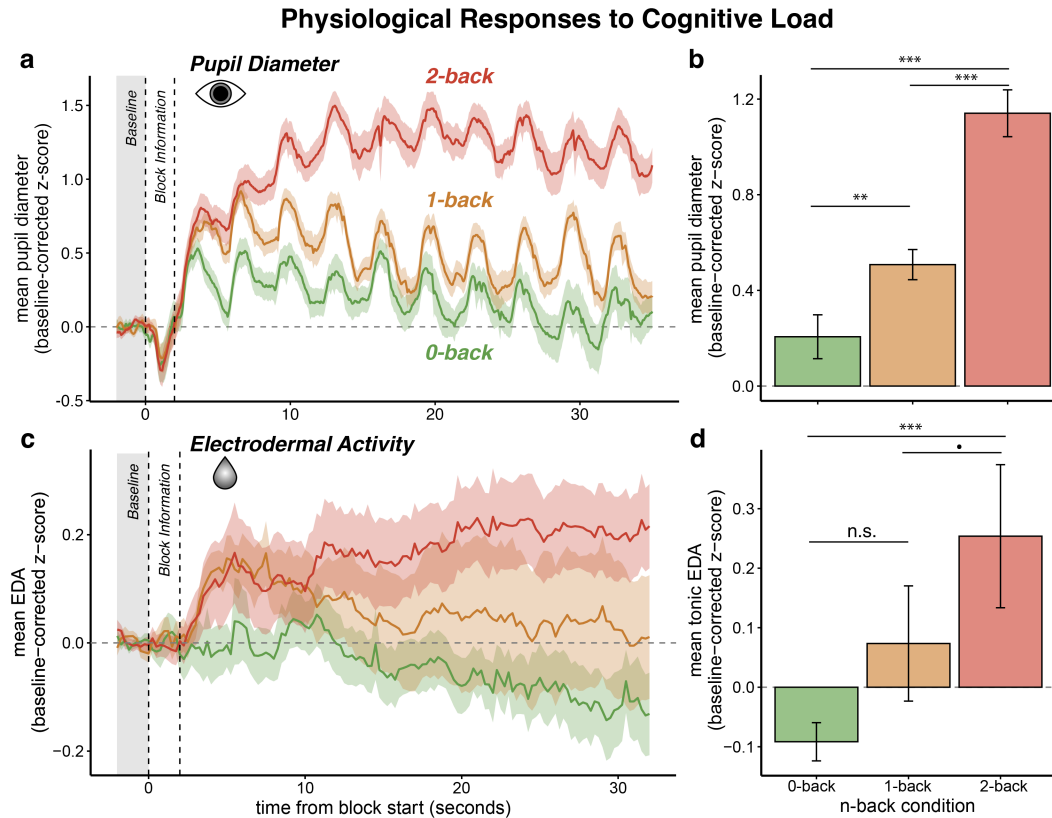 Physiological Responses to Cognitive Load
a
Pupil Diameter
2-back
1-back
0-back
Baseline
Block Information
mean pupil diameter
(baseline-corrected z-score)
1.5
1.0
0.5
0.0
-0.5
0
10
20
30
b
***
***
**
mean pupil diameter
(baseline−corrected z−score)
1.2
0.8
0.4
0.0
c
Electrodermal Activity
Baseline
Block Information
mean EDA
(baseline−corrected z−score)
0.2
0.0
−0.2
0
10
20
30
time from block start (seconds)
d
***
•
n.s.
mean tonic EDA
(baseline−corrected z−score)
0.3
0.2
0.1
0.0
−0.1
0-back
1-back
2-back
n-back condition